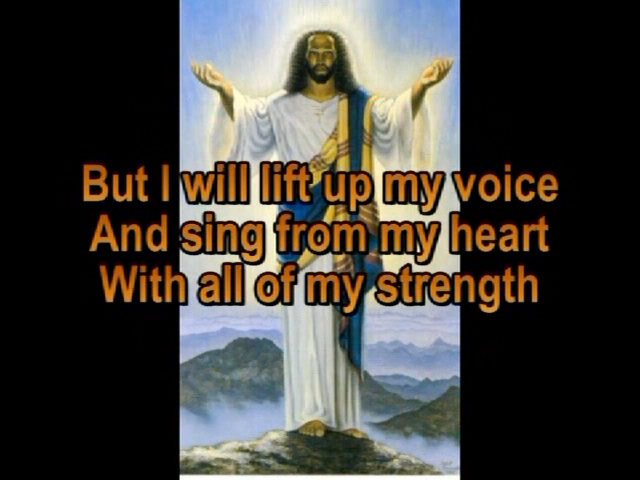 But I will lift up my voice
And sing from my heart
With all of my strength